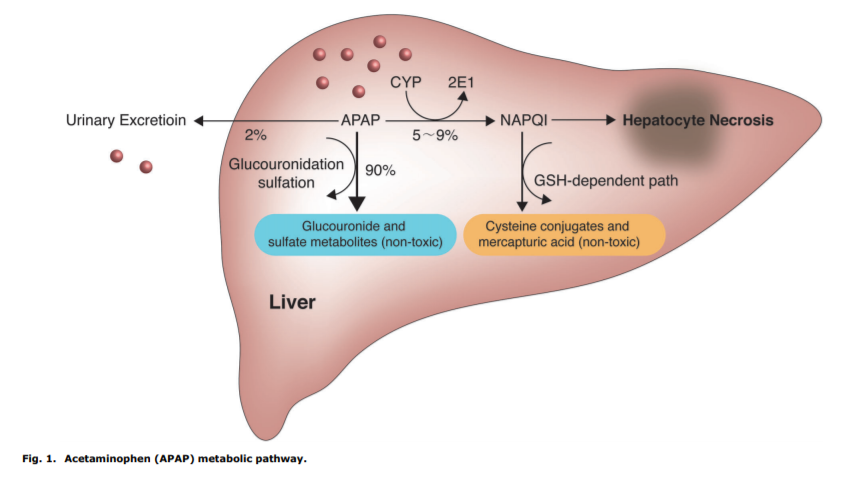 CYP 2E1
Urinary Excretioin APAP NAPQI Hepatocyte Necrosis
2% 5~9%
Glucouronidation
sulfation
90%
GSH-dependent path
Glucouronide and
sulfate metabolites (non-toxic)
Cysteine conjugates and
mercapturic acid (non-toxic)
Liver
Fig. 1. Acetaminophen (APAP) metabolic pathway.